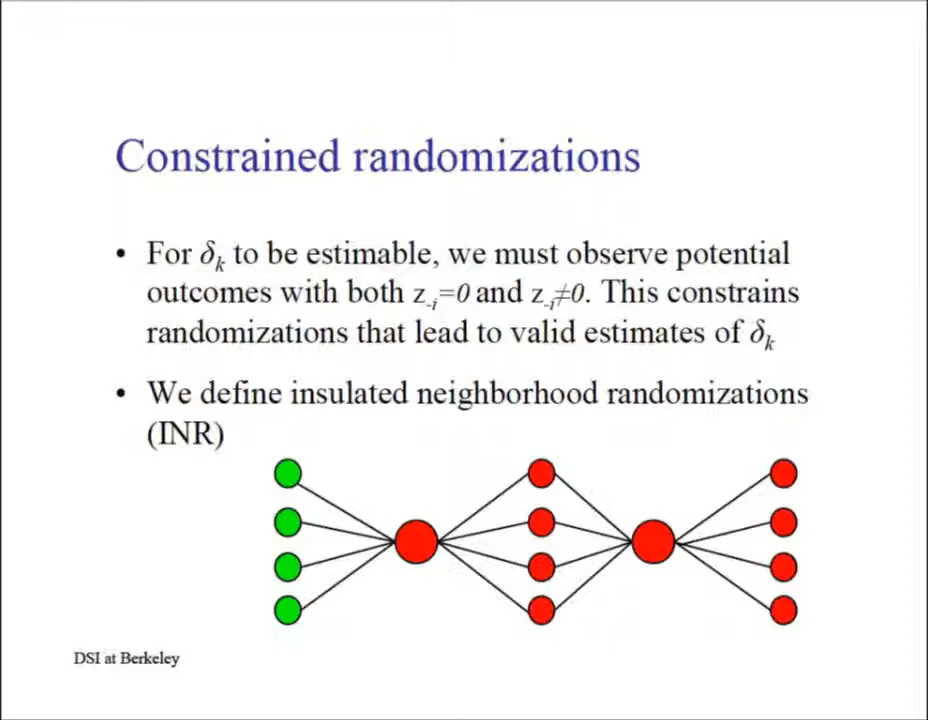 Constrained randomizations
• For δk to be estimable, we must observe potential
outcomes with both z-i=0 and z-i≠0. This constrains
randomizations that lead to valid estimates of δk
• We define insulated neighborhood randomizations
(INR)
DSI at Berkeley